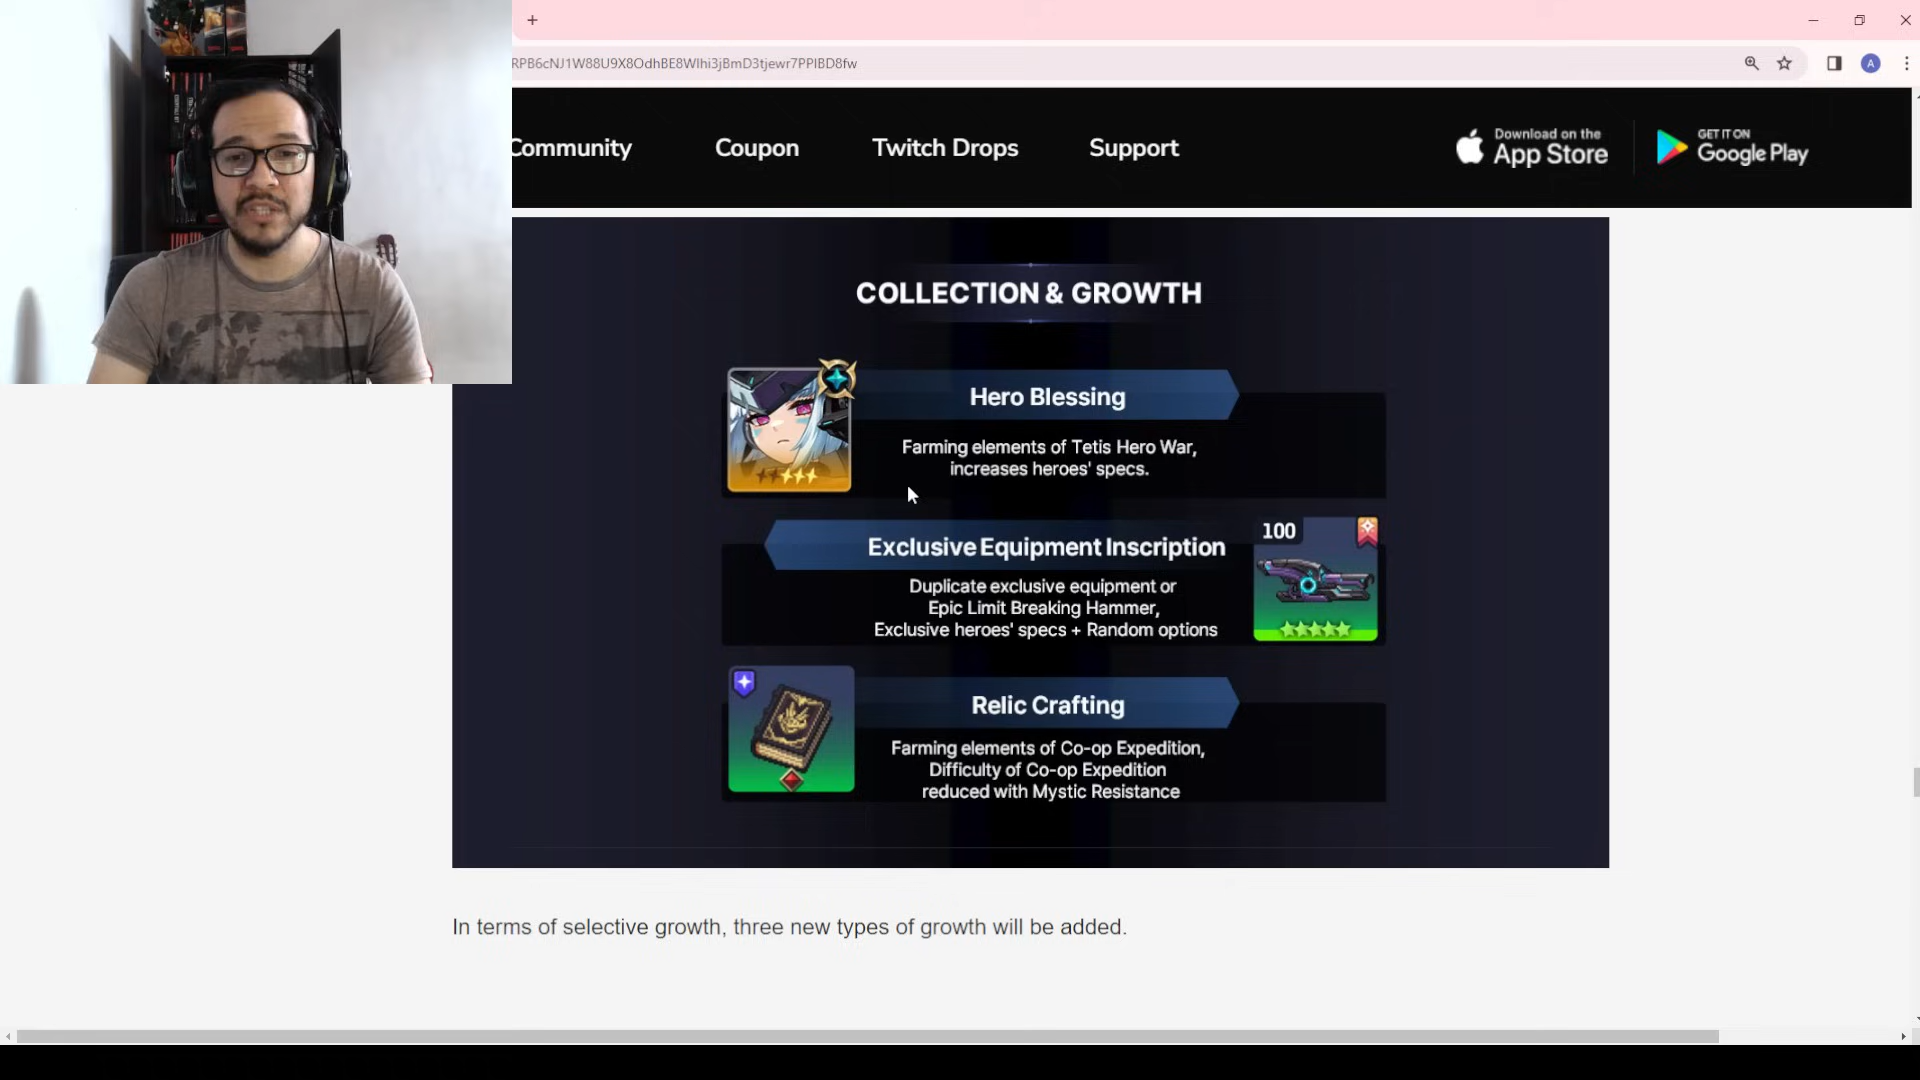 RPB6cNJ1W88U9X8OdhBE8WIhi3jBmD3tjewr7PPIBD8fw
A
Community
Coupon
Twitch Drops
Support
Download on the
App Store
GET IT ON
Google Play
COLLECTION & GROWTH
Hero Blessing
Farming elements of Tetis Hero War,
increases heroes' specs.
Exclusive Equipment Inscription
100
Duplicate exclusive equipment or
Epic Limit Breaking Hammer,
Exclusive heroes' specs + Random options
Relic Crafting
Farming elements of Co-op Expedition,
Difficulty of Co-op Expedition
reduced with Mystic Resistance
In terms of selective growth, three new types of growth will be added.